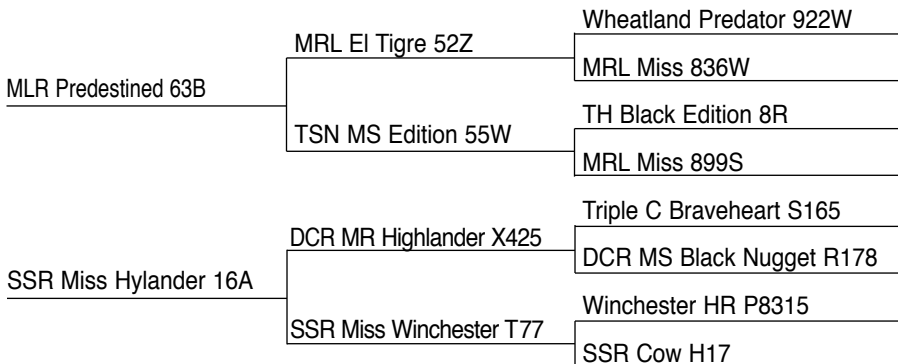 Wheatland Predator 922W
MRL El Tigre 52Z
MRL Miss 836W
MLR Predestined 63B
TH Black Edition 8R
TSN MS Edition 55W
MRL Miss 899S
Triple C Braveheart S165
DCR MR Highlander X425
DCR MS Black Nugget R178
SSR Miss Hylander 16A
Winchester HR P8315
SSR Miss Winchester T77
SSR Cow H17